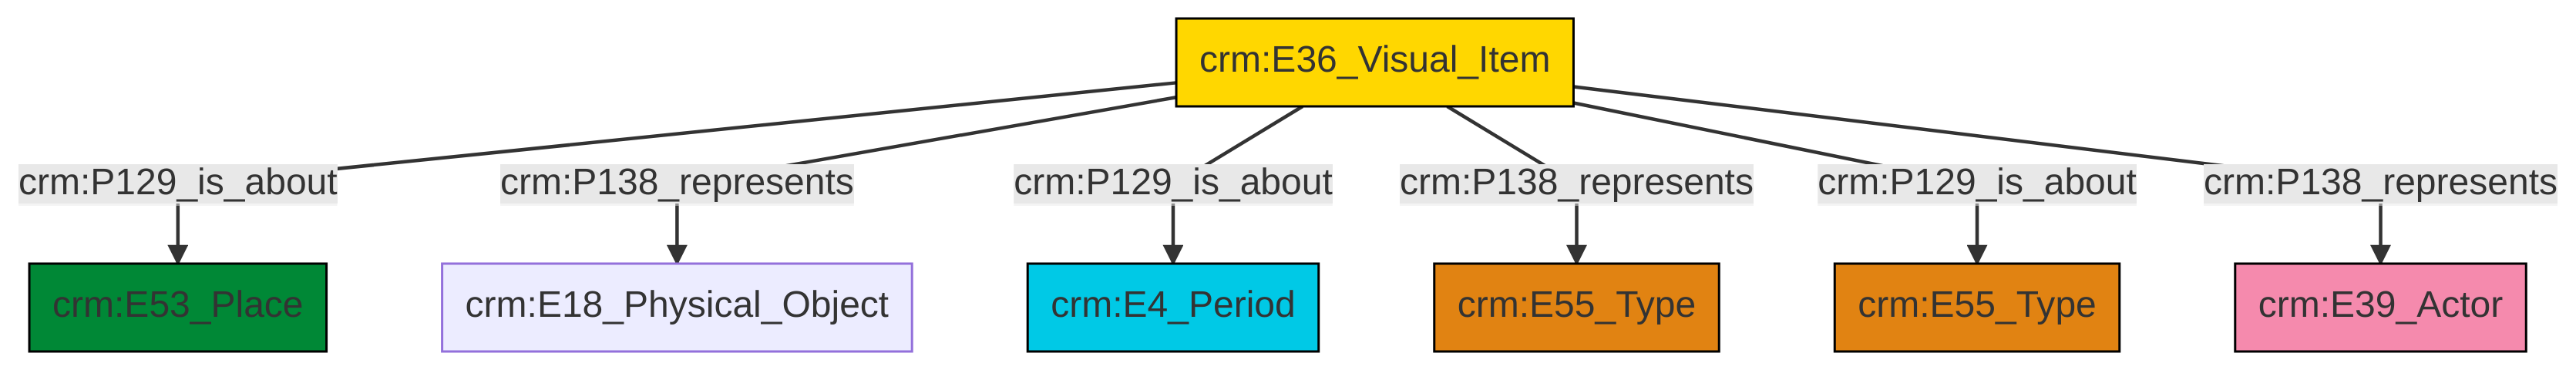 crm:E36_Visual_Item
crm:P129_is_about
crm:P138_represents
crm:P129_is_about
crm:P138_represents
crm:P129_is_about
crm:P138_represents
crm:E53_Place
crm:E18_Physical_Object
crm:E4_Period
crm:E55_Type
crm:E55_Type
crm:E39_Actor